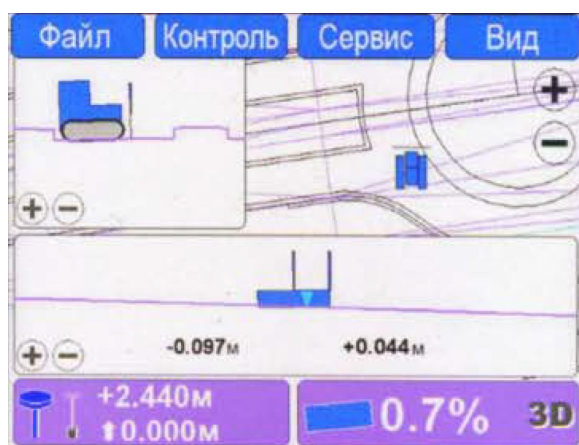 Файл Контроль Сервис Вид
-0.097м +0.044м
+2.440м
0.000м
0.7% 3D